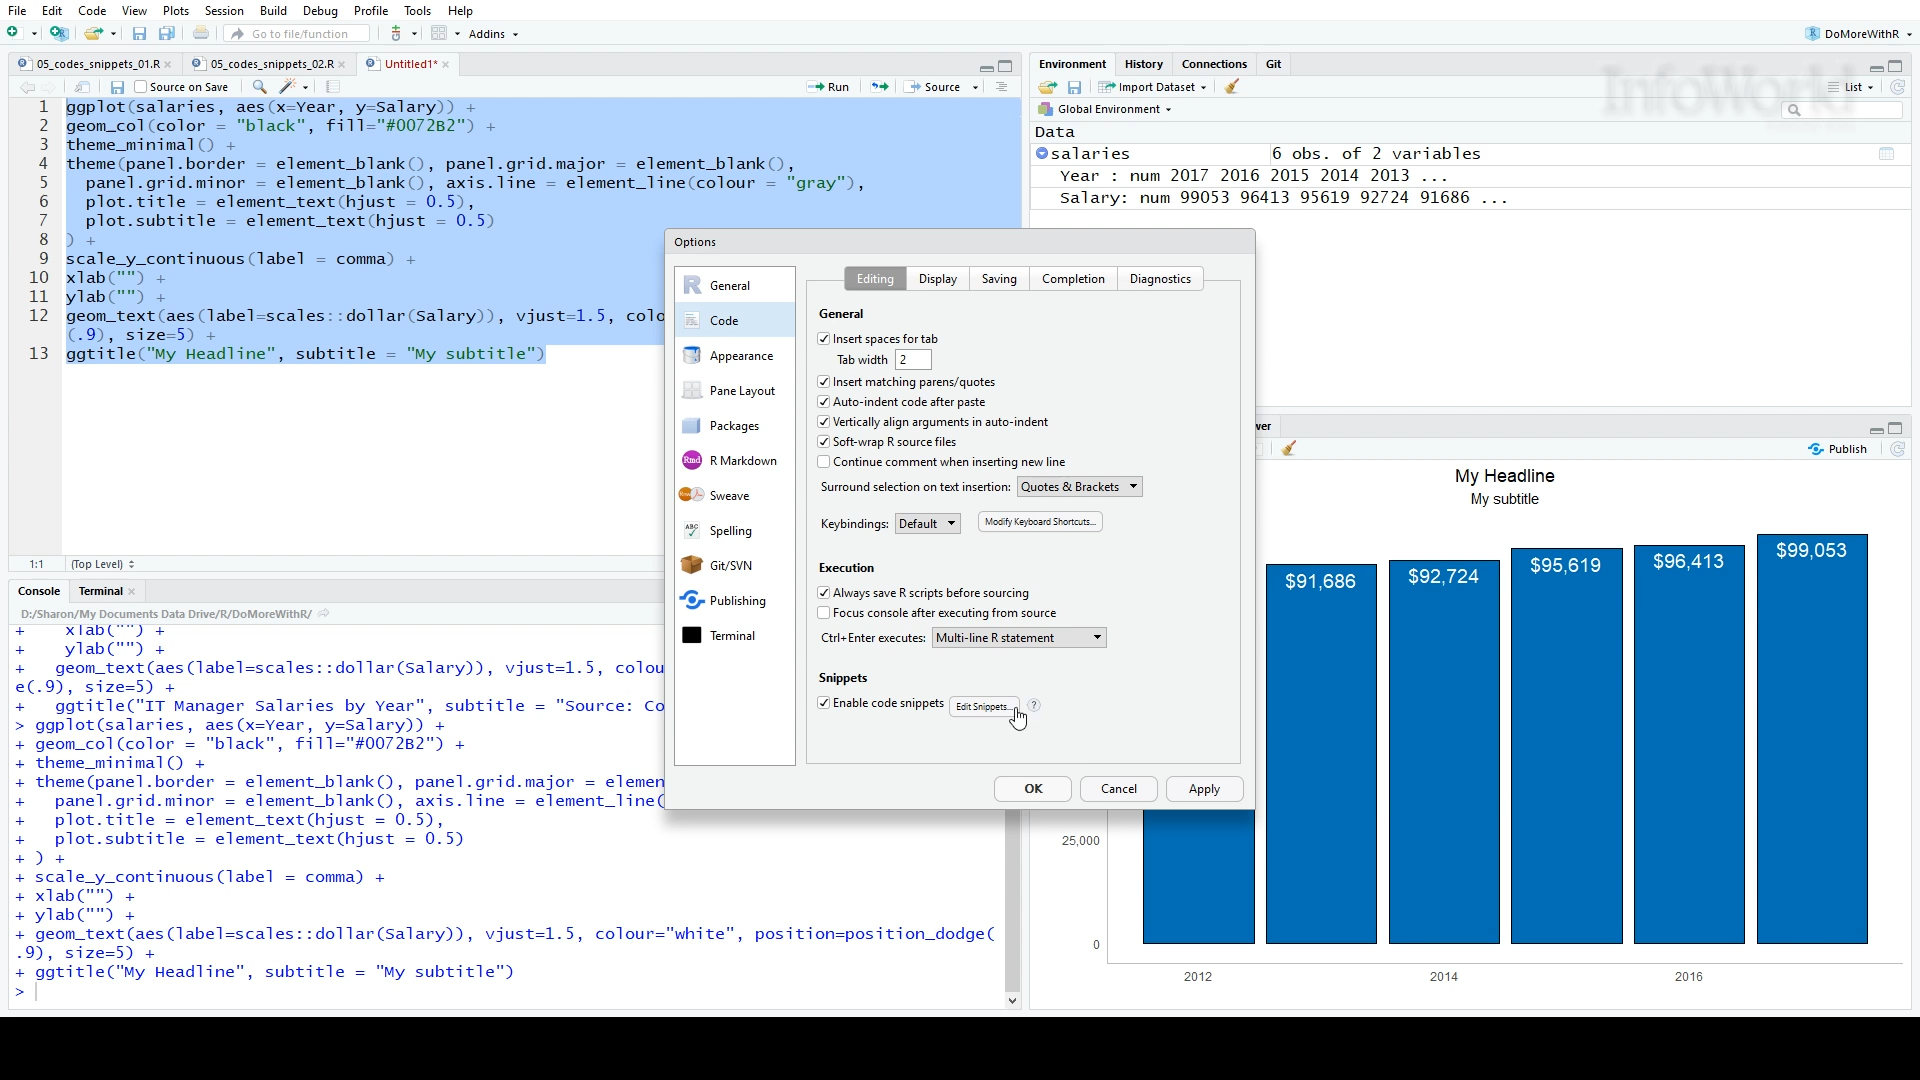 File Edit Code View Plots Session Build Debug Profile Tools Help
Go to file/function Addins DoMoreWithR
05_codes_snippets_01.R 05_codes_snippets_02.R Untitled1*
Source on Save Run Source
1 ggplot(salaries, aes(x=Year, y=Salary)) +
2 geom_col(color = "black", fill="#0072B2") +
3 theme_minimal() +
4 theme(panel.border = element_blank(), panel.grid.major = element_blank(),
5 panel.grid.minor = element_blank(), axis.line = element_line(colour = "gray"),
6 plot.title = element_text(hjust = 0.5),
7 plot.subtitle = element_text(hjust = 0.5)
8 ) +
9 scale_y_continuous(label = comma) +
10 xlab("") +
11 ylab("") +
12 geom_text(aes(label=scales::dollar(Salary)), vjust=1.5, colo
(.9), size=5) +
13 ggtitle("My Headline", subtitle = "My subtitle")
1:1 (Top Level)
Console Terminal
D:/Sharon/My Documents Data Drive/R/DoMoreWithR/
+ xlab("") +
+ ylab("") +
+ geom_text(aes(label=scales::dollar(Salary)), vjust=1.5, colou
e(.9), size=5) +
+ ggtitle("IT Manager Salaries by Year", subtitle = "Source: Co
> ggplot(salaries, aes(x=Year, y=Salary)) +
+ geom_col(color = "black", fill="#0072B2") +
+ theme_minimal() +
+ theme(panel.border = element_blank(), panel.grid.major = elemen
+ panel.grid.minor = element_blank(), axis.line = element_line(
+ plot.title = element_text(hjust = 0.5),
+ plot.subtitle = element_text(hjust = 0.5)
+ ) +
+ scale_y_continuous(label = comma) +
+ xlab("") +
+ ylab("") +
+ geom_text(aes(label=scales::dollar(Salary)), vjust=1.5, colour="white", position=position_dodge(
.9), size=5) +
+ ggtitle("My Headline", subtitle = "My subtitle")
>
Options
General
Code
Appearance
Pane Layout
Packages
Rmd R Markdown
Sweave
ABC Spelling
Git/SVN
Publishing
Terminal
Editing Display Saving Completion Diagnostics
General
Insert spaces for tab
Tab width 2
Insert matching parens/quotes
Auto-indent code after paste
Vertically align arguments in auto-indent
Soft-wrap R source files
Continue comment when inserting new line
Surround selection on text insertion: Quotes & Brackets
Keybindings: Default Modify Keyboard Shortcuts...
Execution
Always save R scripts before sourcing
Focus console after executing from source
Ctrl+Enter executes: Multi-line R statement
Snippets
Enable code snippets Edit Snippets... ?
OK Cancel Apply
Environment History Connections Git
InfoWorld
Import Dataset List
Global Environment
Data
salaries 6 obs. of 2 variables
Year : num 2017 2016 2015 2014 2013 ...
Salary: num 99053 96413 95619 92724 91686 ...
wer
Publish
My Headline
My subtitle
$91,686 $92,724 $95,619 $96,413 $99,053
25,000
0
2012 2014 2016